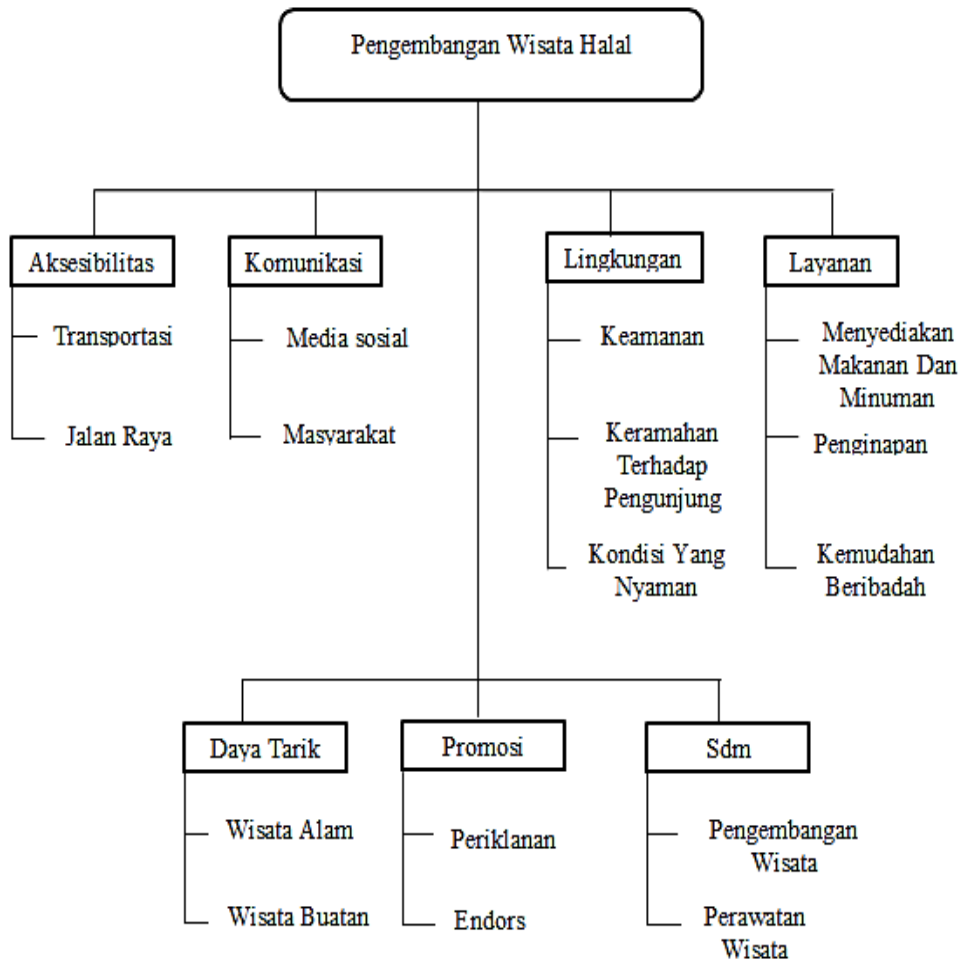 Pengembangan Wisata Halal
Aksesibilitas
Transportasi
Jalan Raya
Komunikasi
Media sosial
Masyarakat
Lingkungan
Keamanan
Keramahan
Terhadap
Pengunjung
Kondisi Yang
Nyaman
Layanan
Menyediakan
Makanan Dan
Minuman
Penginapan
Kemudahan
Beribadah
Daya Tarik
Wisata Alam
Wisata Buatan
Promosi
Periklanan
Endors
Sdm
Pengembangan
Wisata
Perawatan
Wisata